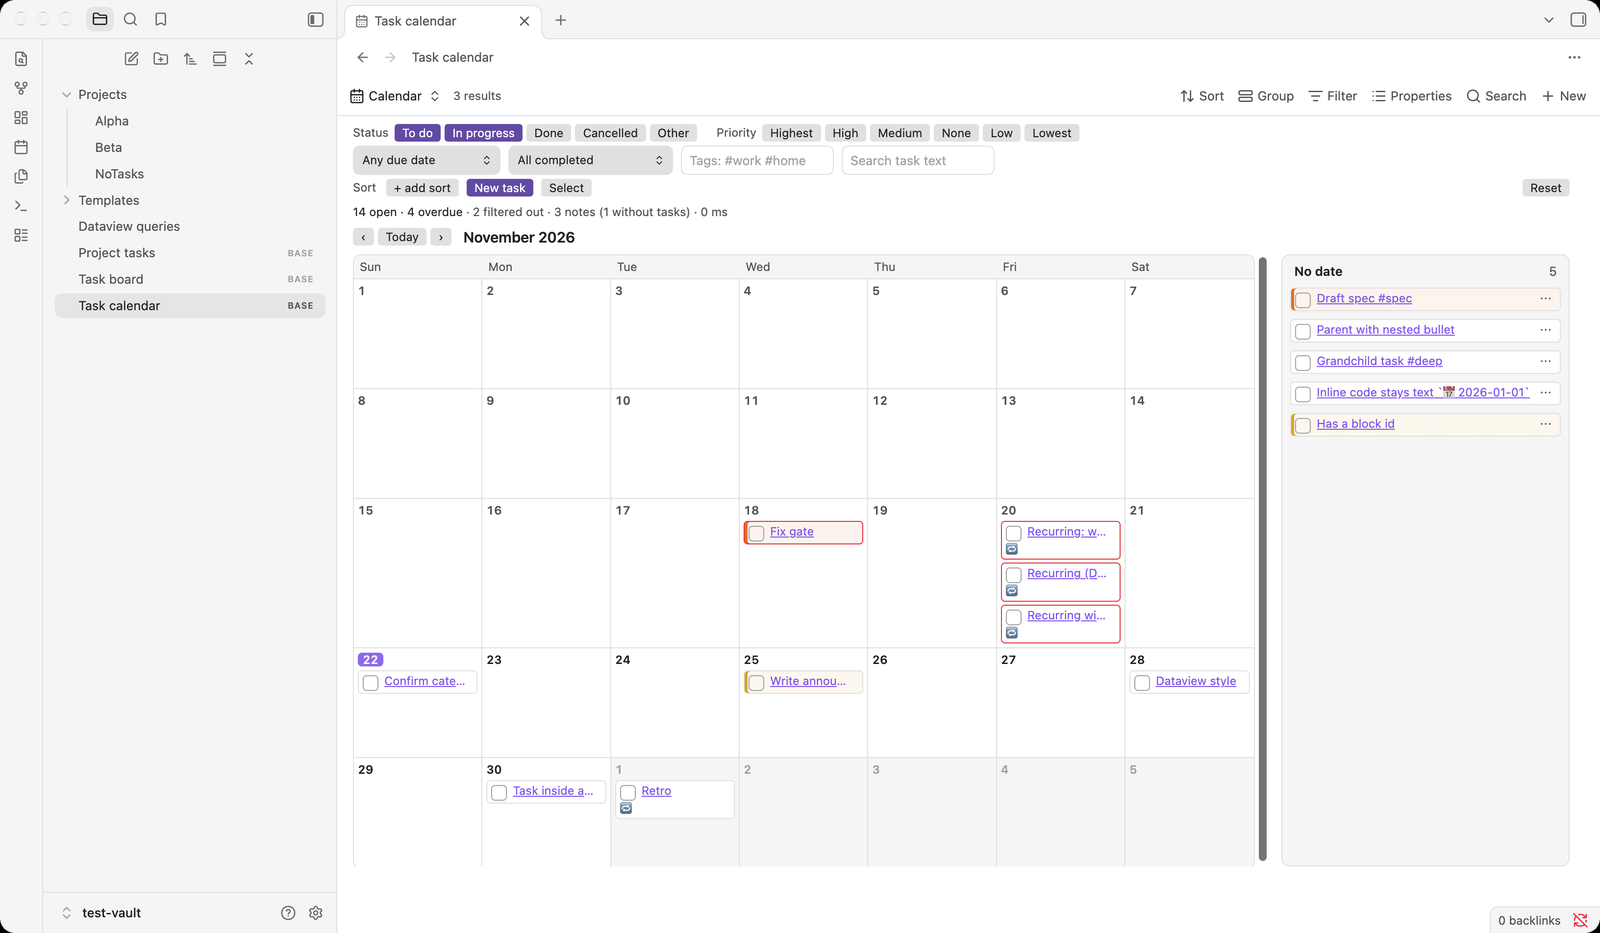 Task calendar
Task calendar
Projects
Alpha
Beta
NoTasks
Templates
Dataview queries
Project tasks BASE
Task board BASE
Task calendar BASE
test-vault
Calendar 3 results Sort Group Filter Properties Search New
Status To do In progress Done Cancelled Other Priority Highest High Medium None Low Lowest
Any due date All completed Tags: #work #home Search task text
Sort + add sort New task Select Reset
14 open · 4 overdue · 2 filtered out · 3 notes (1 without tasks) · 0 ms
‹ Today › November 2026
Sun Mon Tue Wed Thu Fri Sat
1 2 3 4 5 6 7
8 9 10 11 12 13 14
15 16 17 18 19 20 21
Fix gate Recurring: w...
Recurring (D...
Recurring wi...
22 23 24 25 26 27 28
Confirm cate... Write annou... Dataview style
29 30 1 2 3 4 5
Task inside a... Retro
No date 5
Draft spec #spec
Parent with nested bullet
Grandchild task #deep
Inline code stays text `📅 2026-01-01`
Has a block id
0 backlinks